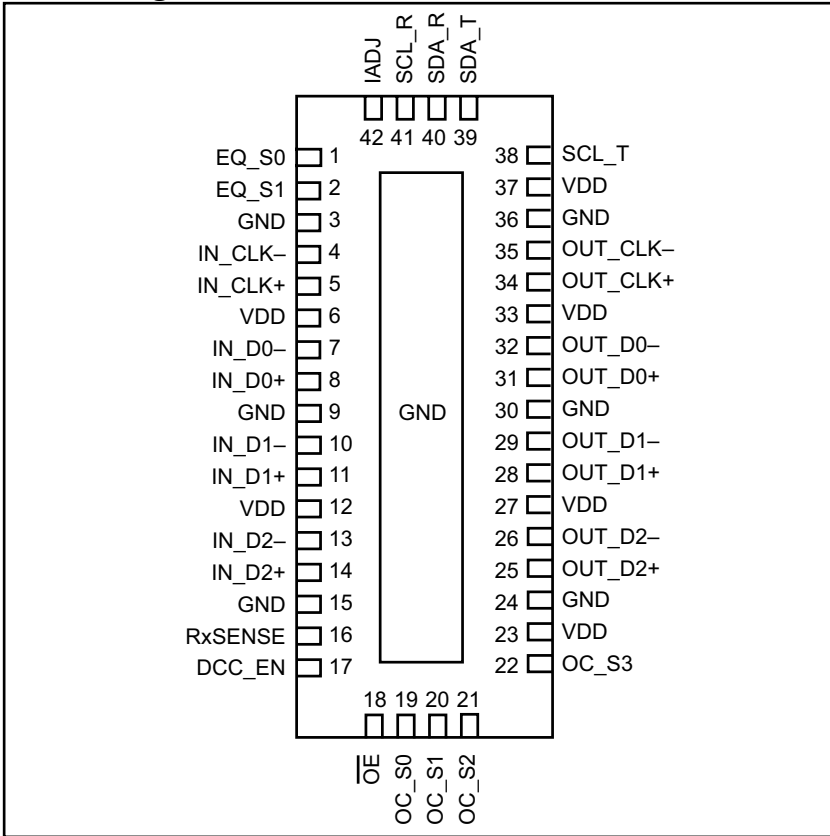 IADJ
SCL_R
SDA_R
SDA_T
42 41 40 39
EQ_S0 1
EQ_S1 2
GND 3
IN_CLK– 4
IN_CLK+ 5
VDD 6
IN_D0– 7
IN_D0+ 8
GND 9
IN_D1– 10
IN_D1+ 11
VDD 12
IN_D2– 13
IN_D2+ 14
GND 15
RxSENSE 16
DCC_EN 17
GND
38 SCL_T
37 VDD
36 GND
35 OUT_CLK–
34 OUT_CLK+
33 VDD
32 OUT_D0–
31 OUT_D0+
30 GND
29 OUT_D1–
28 OUT_D1+
27 VDD
26 OUT_D2–
25 OUT_D2+
24 GND
23 VDD
22 OC_S3
18 19 20 21
O̅E̅
OC_S0
OC_S1
OC_S2